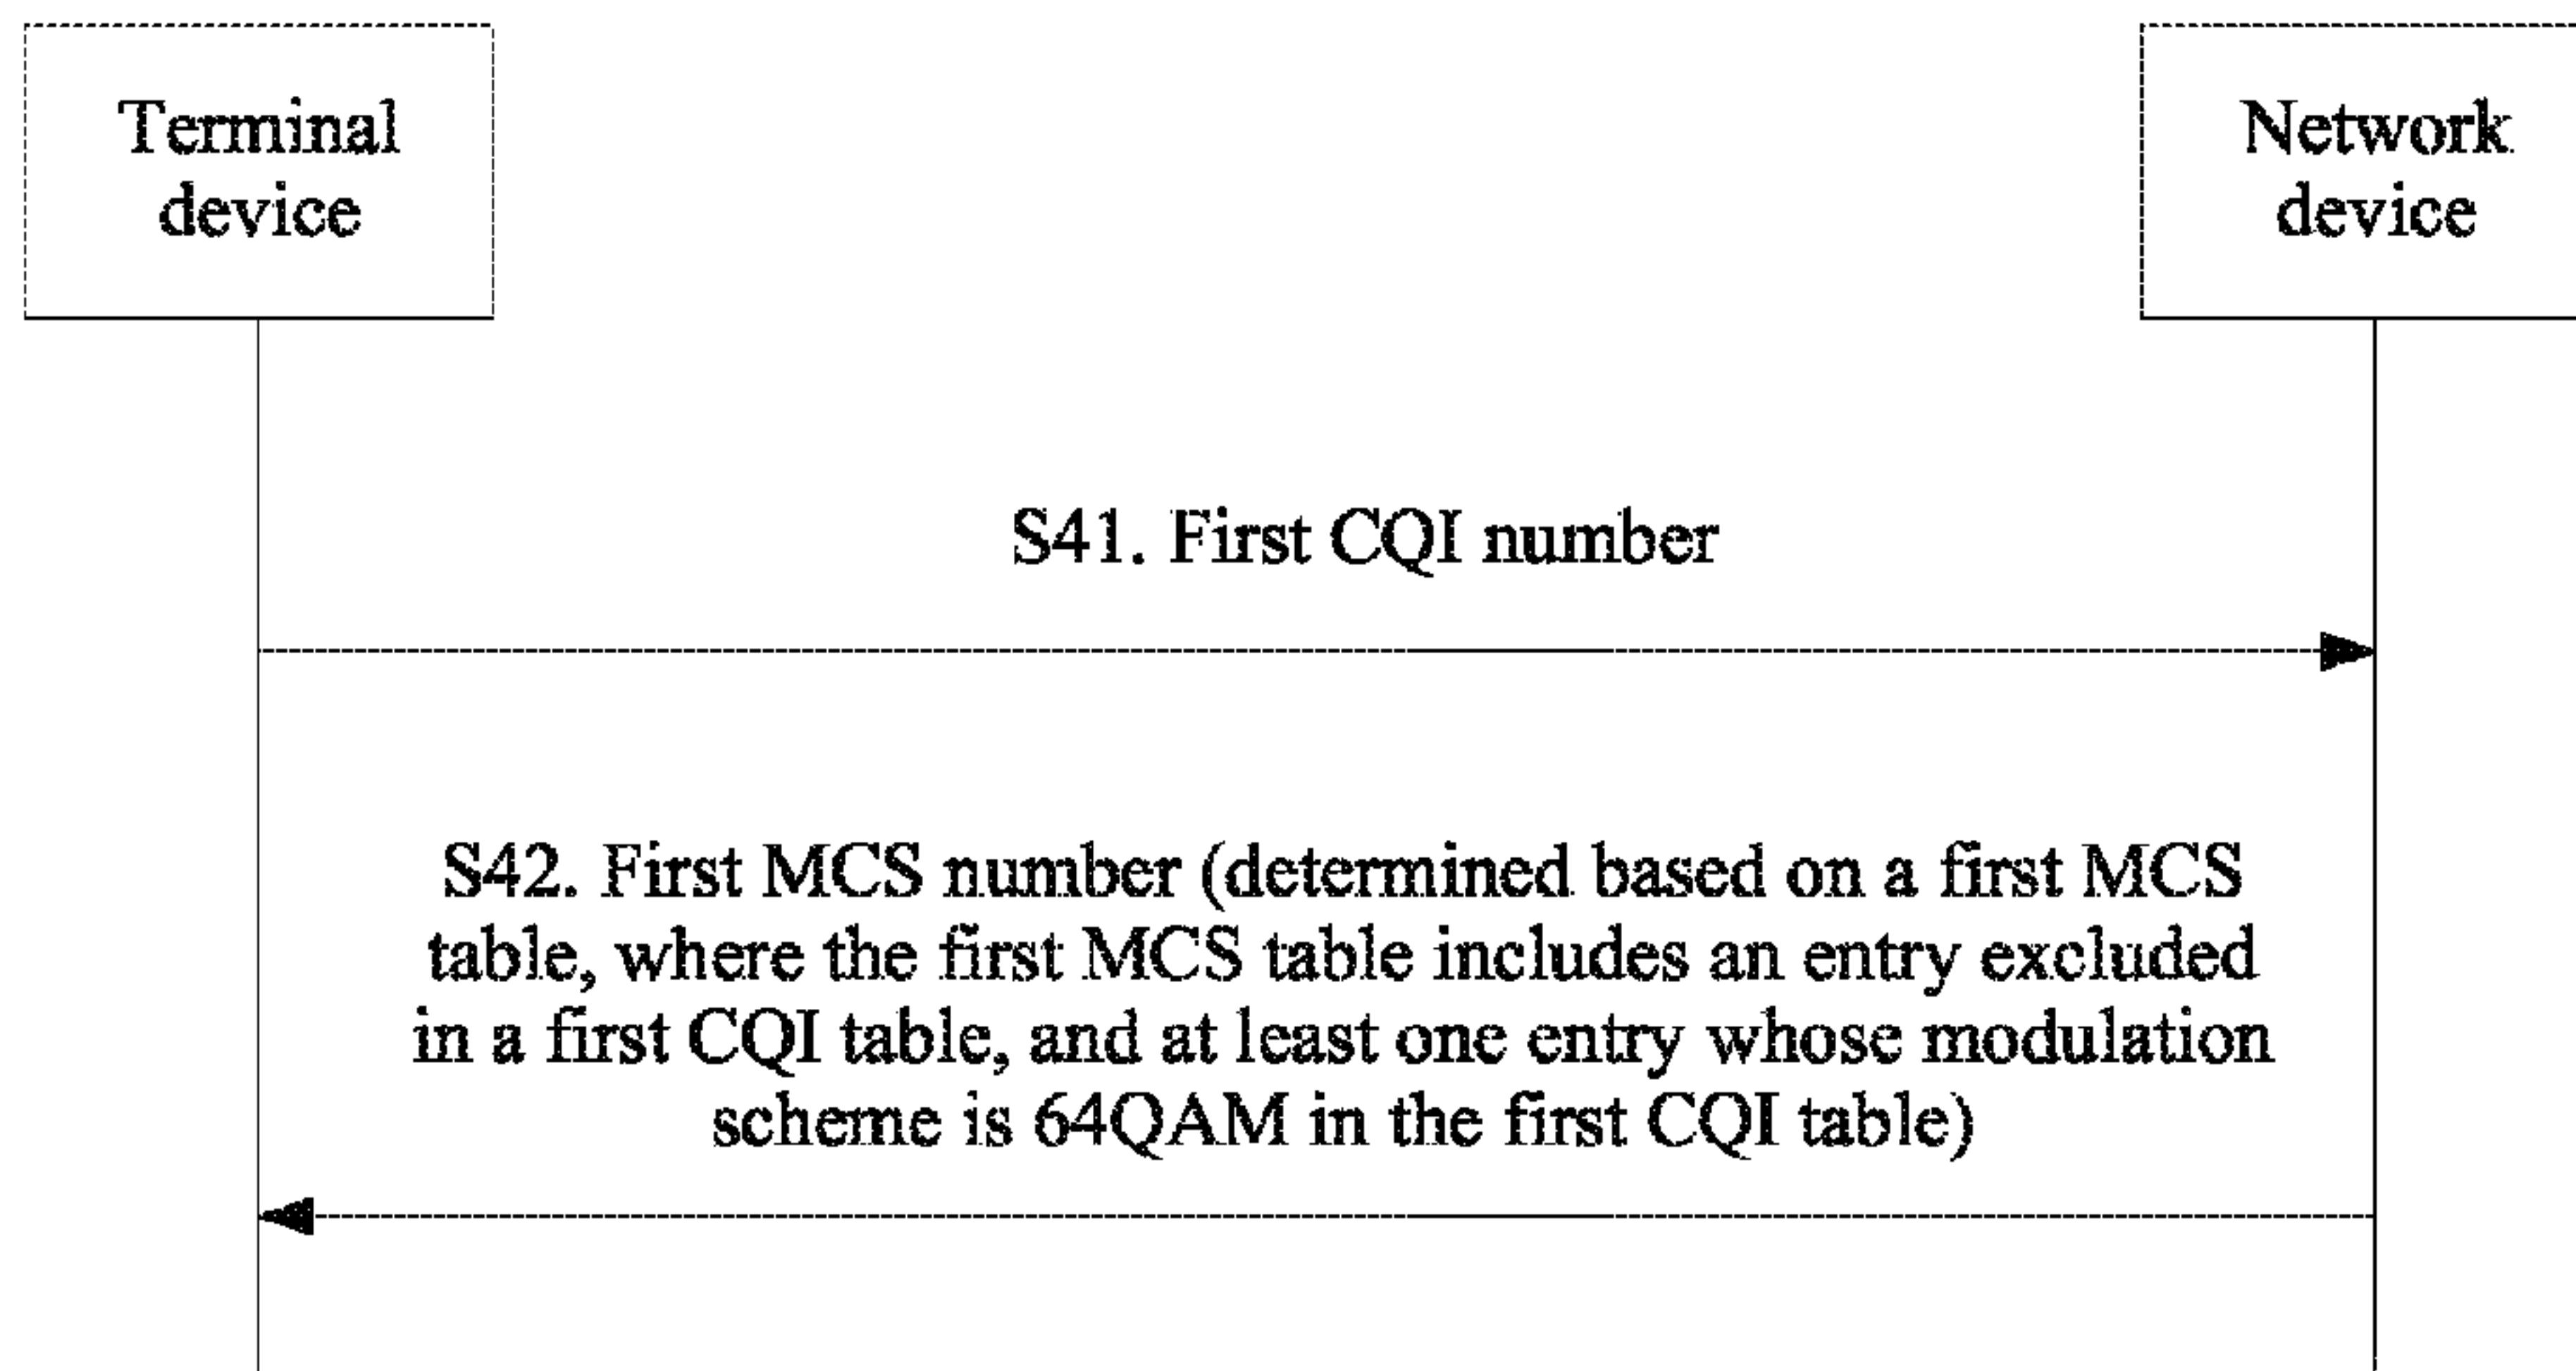 Terminal
device
Network
device
S41. First CQI number
S42. First MCS number (determined based on a first MCS
table, where the first MCS table includes an entry excluded
in a first CQI table, and at least one entry whose modulation
scheme is 64QAM in the first CQI table)